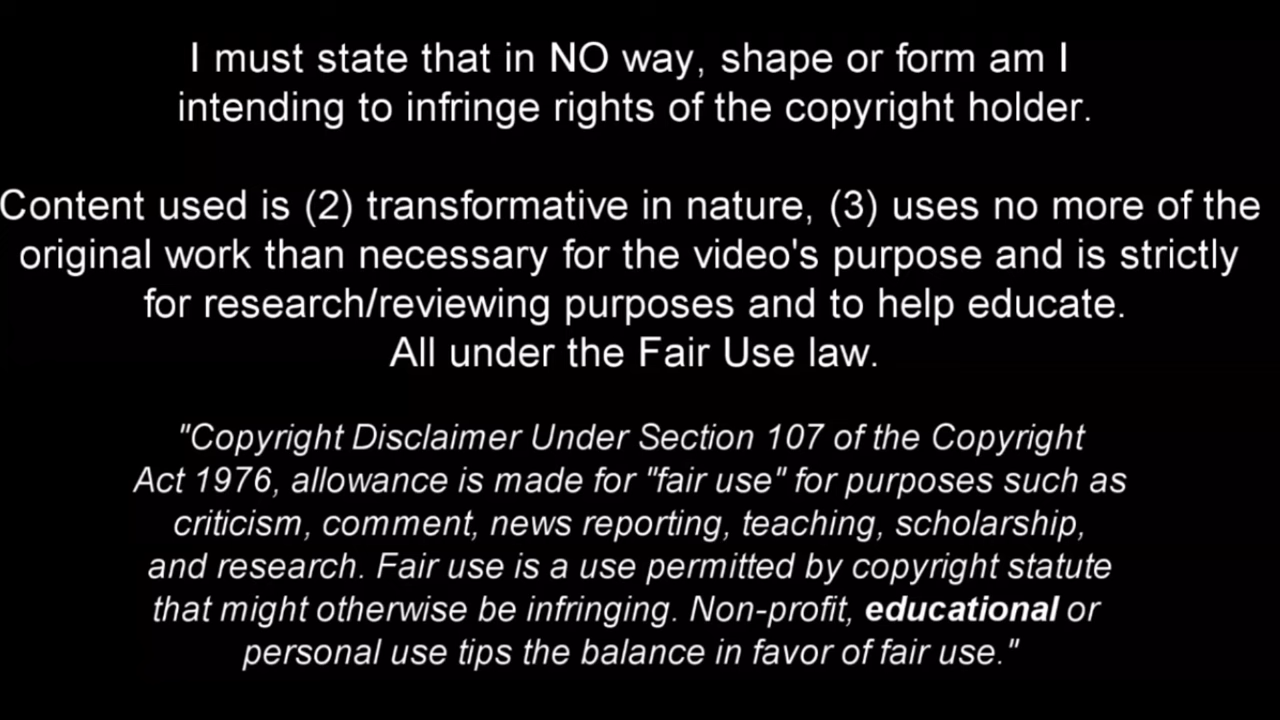 I must state that in NO way, shape or form am I
intending to infringe rights of the copyright holder.
Content used is (2) transformative in nature, (3) uses no more of the
original work than necessary for the video's purpose and is strictly
for research/reviewing purposes and to help educate.
All under the Fair Use law.
"Copyright Disclaimer Under Section 107 of the Copyright
Act 1976, allowance is made for "fair use" for purposes such as
criticism, comment, news reporting, teaching, scholarship,
and research. Fair use is a use permitted by copyright statute
that might otherwise be infringing. Non-profit, educational or
personal use tips the balance in favor of fair use."